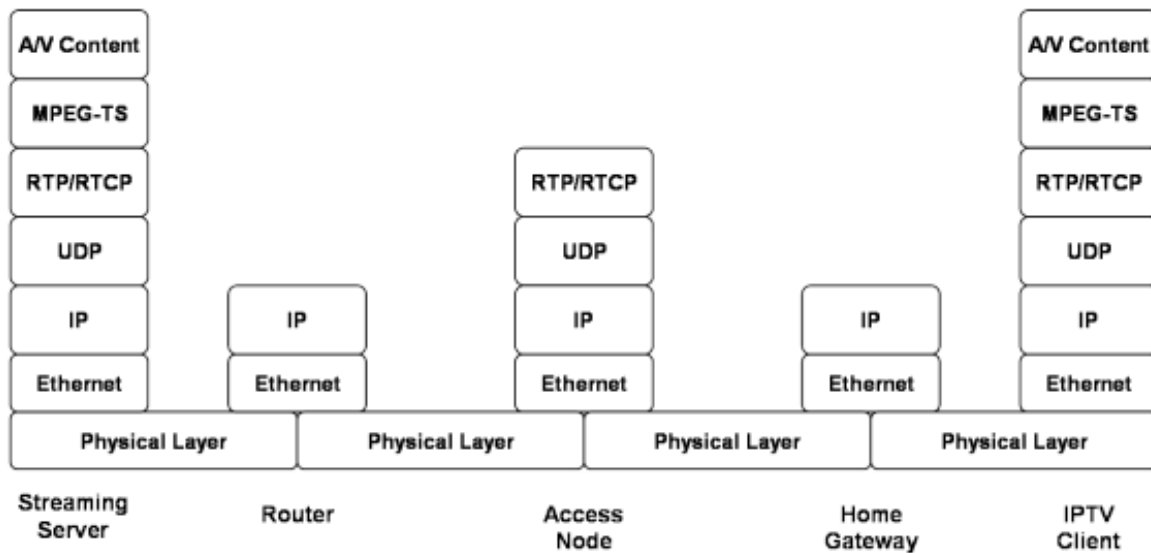 A/V Content
A/V Content
MPEG-TS
MPEG-TS
RTP/RTCP
RTP/RTCP
RTP/RTCP
UDP
UDP
UDP
IP
IP
IP
IP
IP
Ethernet
Ethernet
Ethernet
Ethernet
Ethernet
Physical Layer
Physical Layer
Physical Layer
Physical Layer
Streaming
Server
Router
Access
Node
Home
Gateway
IPTV
Client